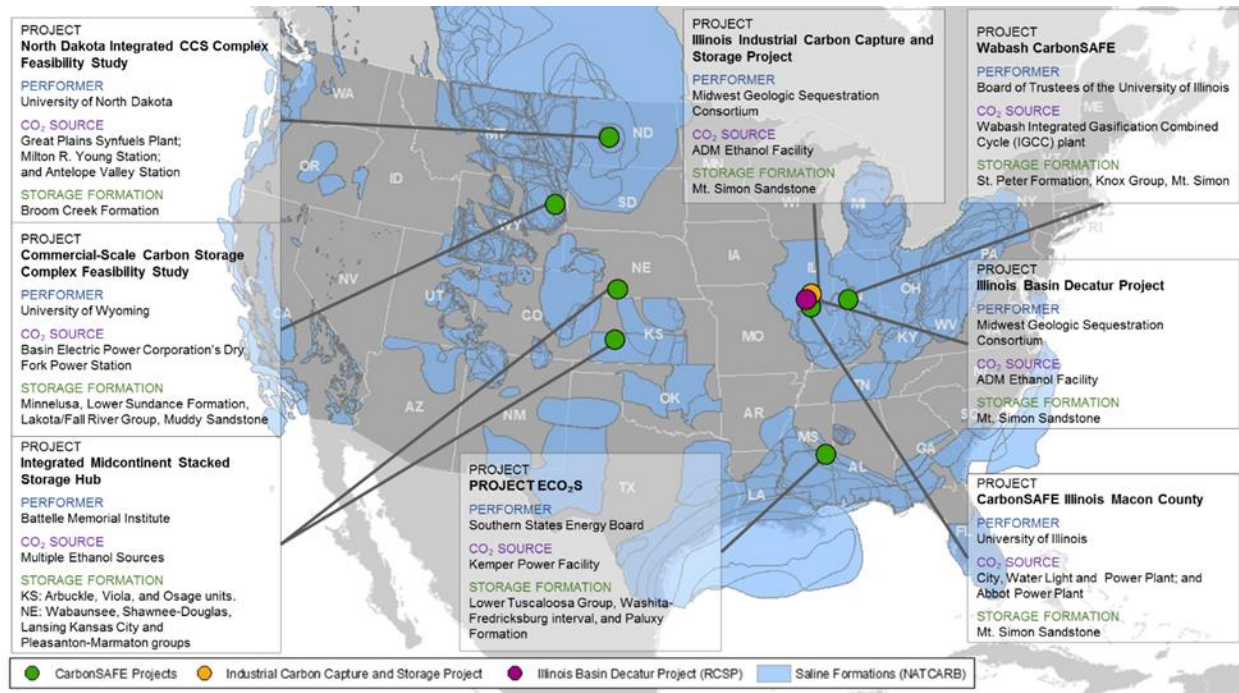 PROJECT
North Dakota Integrated CCS Complex
Feasibility Study
PERFORMER
University of North Dakota
CO₂ SOURCE
Great Plains Synfuels Plant;
Milton R. Young Station;
and Antelope Valley Station
STORAGE FORMATION
Broom Creek Formation
PROJECT
Commercial-Scale Carbon Storage
Complex Feasibility Study
PERFORMER
University of Wyoming
CO₂ SOURCE
Basin Electric Power Corporation's Dry
Fork Power Station
STORAGE FORMATION
Minnelusa, Lower Sundance Formation,
Lakota/Fall River Group, Muddy Sandstone
PROJECT
Integrated Midcontinent Stacked
Storage Hub
PERFORMER
Battelle Memorial Institute
CO₂ SOURCE
Multiple Ethanol Sources
STORAGE FORMATION
KS: Arbuckle, Viola, and Osage units.
NE: Wabaunsee, Shawnee-Douglas,
Lansing Kansas City and
Pleasanton-Marmaton groups
PROJECT
PROJECT ECO₂S
PERFORMER
Southern States Energy Board
CO₂ SOURCE
Kemper Power Facility
STORAGE FORMATION
Lower Tuscaloosa Group, Washita-
Fredricksburg interval, and Paluxy
Formation
PROJECT
Illinois Industrial Carbon Capture and
Storage Project
PERFORMER
Midwest Geologic Sequestration
Consortium
CO₂ SOURCE
ADM Ethanol Facility
STORAGE FORMATION
Mt. Simon Sandstone
PROJECT
Wabash CarbonSAFE
PERFORMER
Board of Trustees of the University of Illinois
CO₂ SOURCE
Wabash Integrated Gasification Combined
Cycle (IGCC) plant
STORAGE FORMATION
St. Peter Formation, Knox Group, Mt. Simon
PROJECT
Illinois Basin Decatur Project
PERFORMER
Midwest Geologic Sequestration
Consortium
CO₂ SOURCE
ADM Ethanol Facility
STORAGE FORMATION
Mt. Simon Sandstone
PROJECT
CarbonSAFE Illinois Macon County
PERFORMER
University of Illinois
CO₂ SOURCE
City, Water Light and Power Plant; and
Abbot Power Plant
STORAGE FORMATION
Mt. Simon Sandstone
WA
MT
ND
MN
ME
OR
ID
SD
WI
MI
NY
RI
WY
NV
UT
CA
CO
NE
IA
IL
OH
PA
KS
MO
KY
WV
AZ
NM
OK
AR
TN
SC
TX
LA
MS
AL
GA
FL
CarbonSAFE Projects
Industrial Carbon Capture and Storage Project
Illinois Basin Decatur Project (RCSP)
Saline Formations (NATCARB)